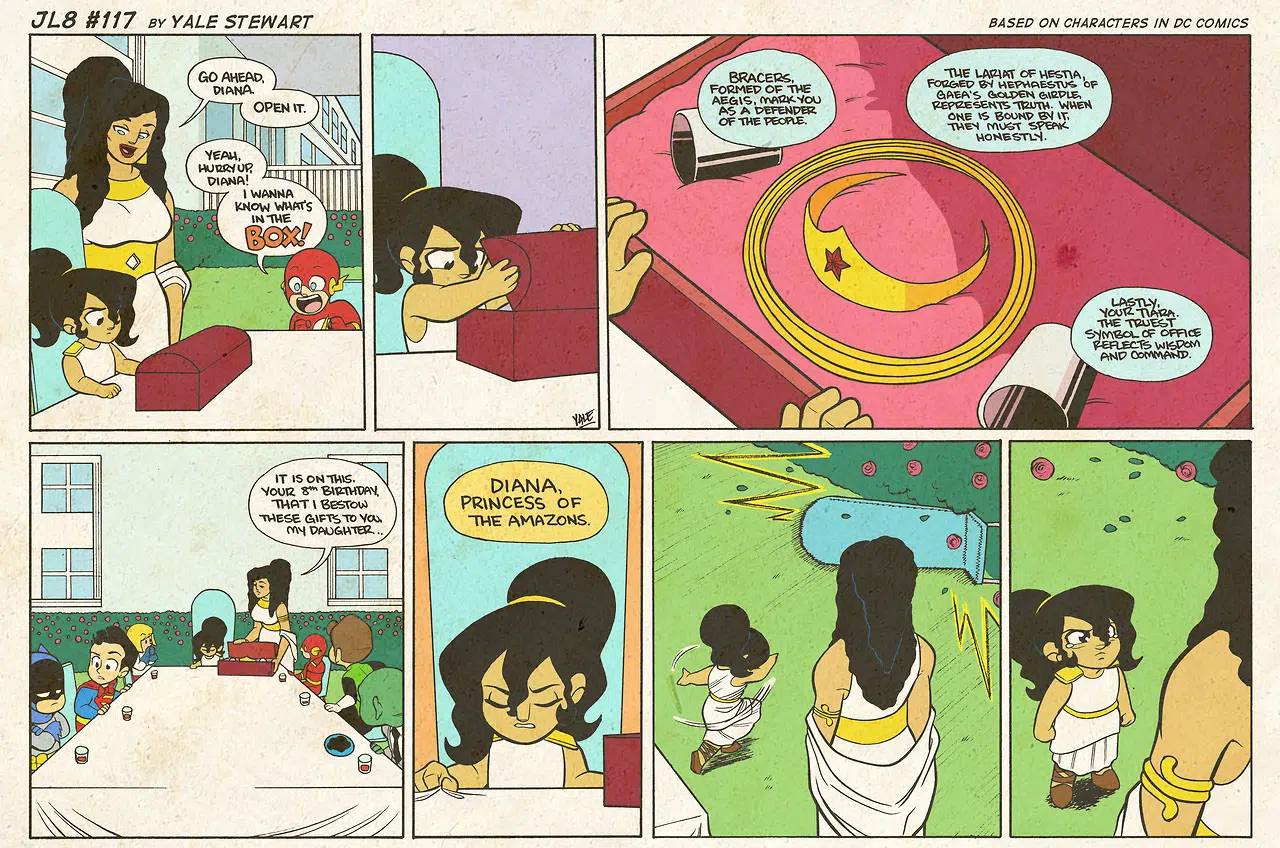 JL8 #117 BY YALE STEWART
BASED ON CHARACTERS IN DC COMICS
GO AHEAD,
DIANA.
OPEN IT.
YEAH,
HURRY UP,
DIANA!
I WANNA
KNOW WHAT'S
IN THE
BOX!
YALE
BRACERS,
FORMED OF THE
AEGIS, MARK YOU
AS A DEFENDER
OF THE PEOPLE.
THE LARIAT OF HESTIA,
FORGED BY HEPHAESTUS OF
GAEA'S GOLDEN GIRDLE,
REPRESENTS TRUTH. WHEN
ONE IS BOUND BY IT,
THEY MUST SPEAK
HONESTLY.
LASTLY,
YOUR TIARA.
THE TRUEST
SYMBOL OF OFFICE
REFLECTS WISDOM
AND COMMAND.
IT IS ON THIS,
YOUR 8TH BIRTHDAY,
THAT I BESTOW
THESE GIFTS TO YOU,
MY DAUGHTER...
DIANA,
PRINCESS OF
THE AMAZONS.